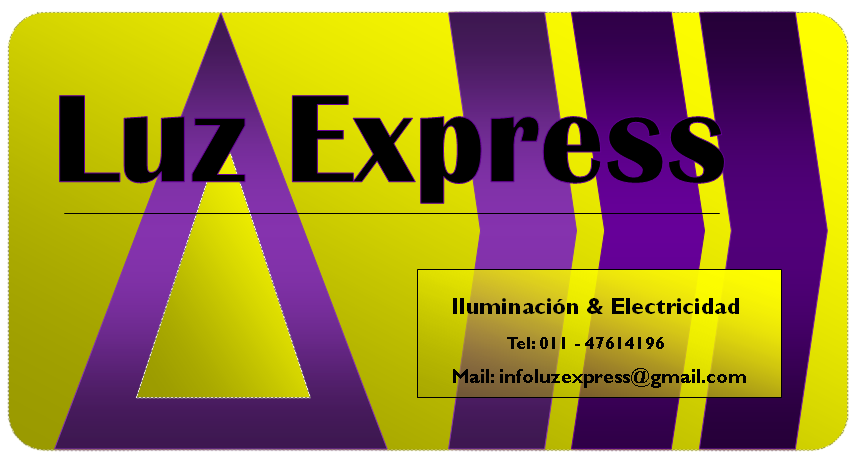 Luz Express
Iluminación & Electricidad
Tel: 011 - 47614196
Mail: infoluzexpress@gmail.com